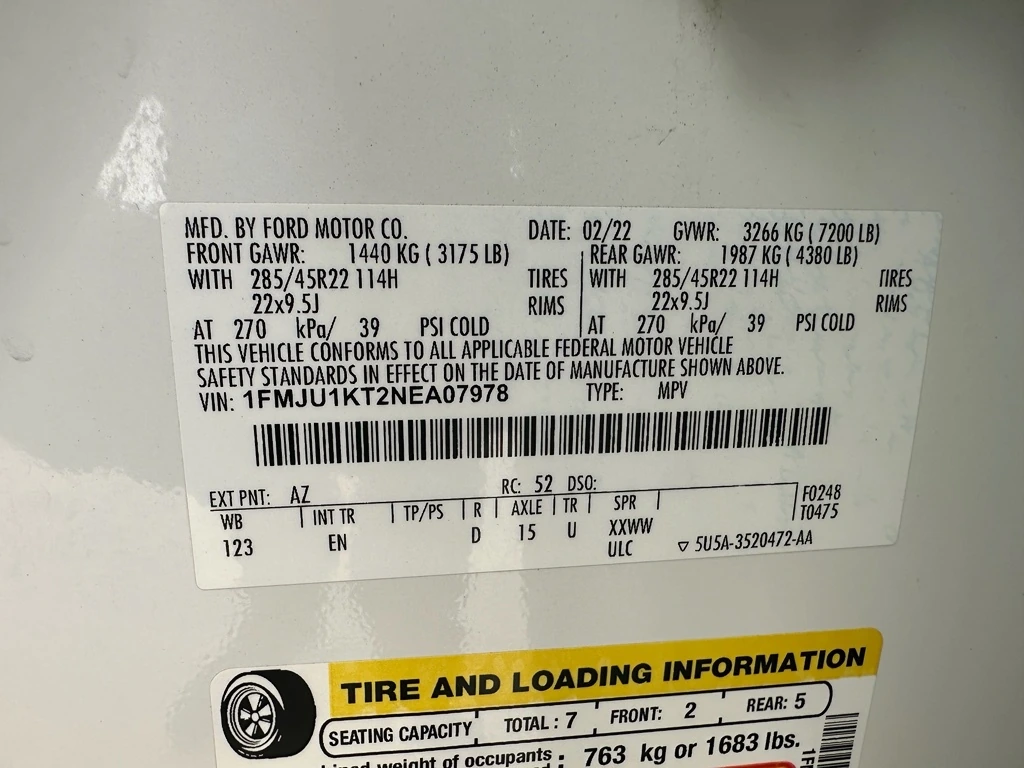 MFD. BY FORD MOTOR CO. DATE: 02/22 GVWR: 3266 KG ( 7200 LB)
FRONT GAWR: 1440 KG ( 3175 LB) REAR GAWR: 1987 KG ( 4380 LB)
WITH 285/45R22 114H TIRES WITH 285/45R22 114H TIRES
22x9.5J RIMS 22x9.5J RIMS
AT 270 kPa/ 39 PSI COLD AT 270 kPa/ 39 PSI COLD
THIS VEHICLE CONFORMS TO ALL APPLICABLE FEDERAL MOTOR VEHICLE
SAFETY STANDARDS IN EFFECT ON THE DATE OF MANUFACTURE SHOWN ABOVE.
VIN: 1FMJU1KT2NEA07978 TYPE: MPV
EXT PNT: AZ RC: 52 DSO:
WB INT TR TP/PS R AXLE TR SPR F0248
T0475
123 EN D 15 U XXWW
ULC ▽ 5U5A-3520472-AA
TIRE AND LOADING INFORMATION
SEATING CAPACITY TOTAL : 7 FRONT: 2 REAR: 5
weight of occupants : 763 kg or 1683 lbs.